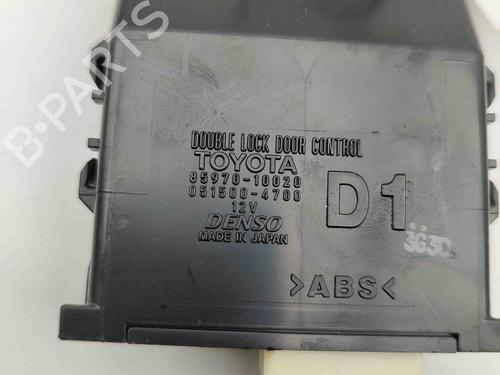 DOUBLE LOCK DOOR CONTROL
TOYOTA
85970-10020
051500-4700
12V
DENSO
MADE IN JAPAN
D1
3G3D
>ABS<
B-PARTS